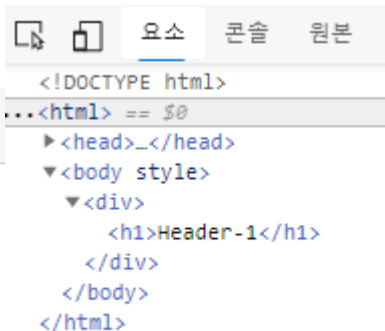 요소 콘솔 원본
<!DOCTYPE html>
...<html> == $0
▶<head>…</head>
▼<body style>
▼<div>
<h1>Header-1</h1>
</div>
</body>
</html>